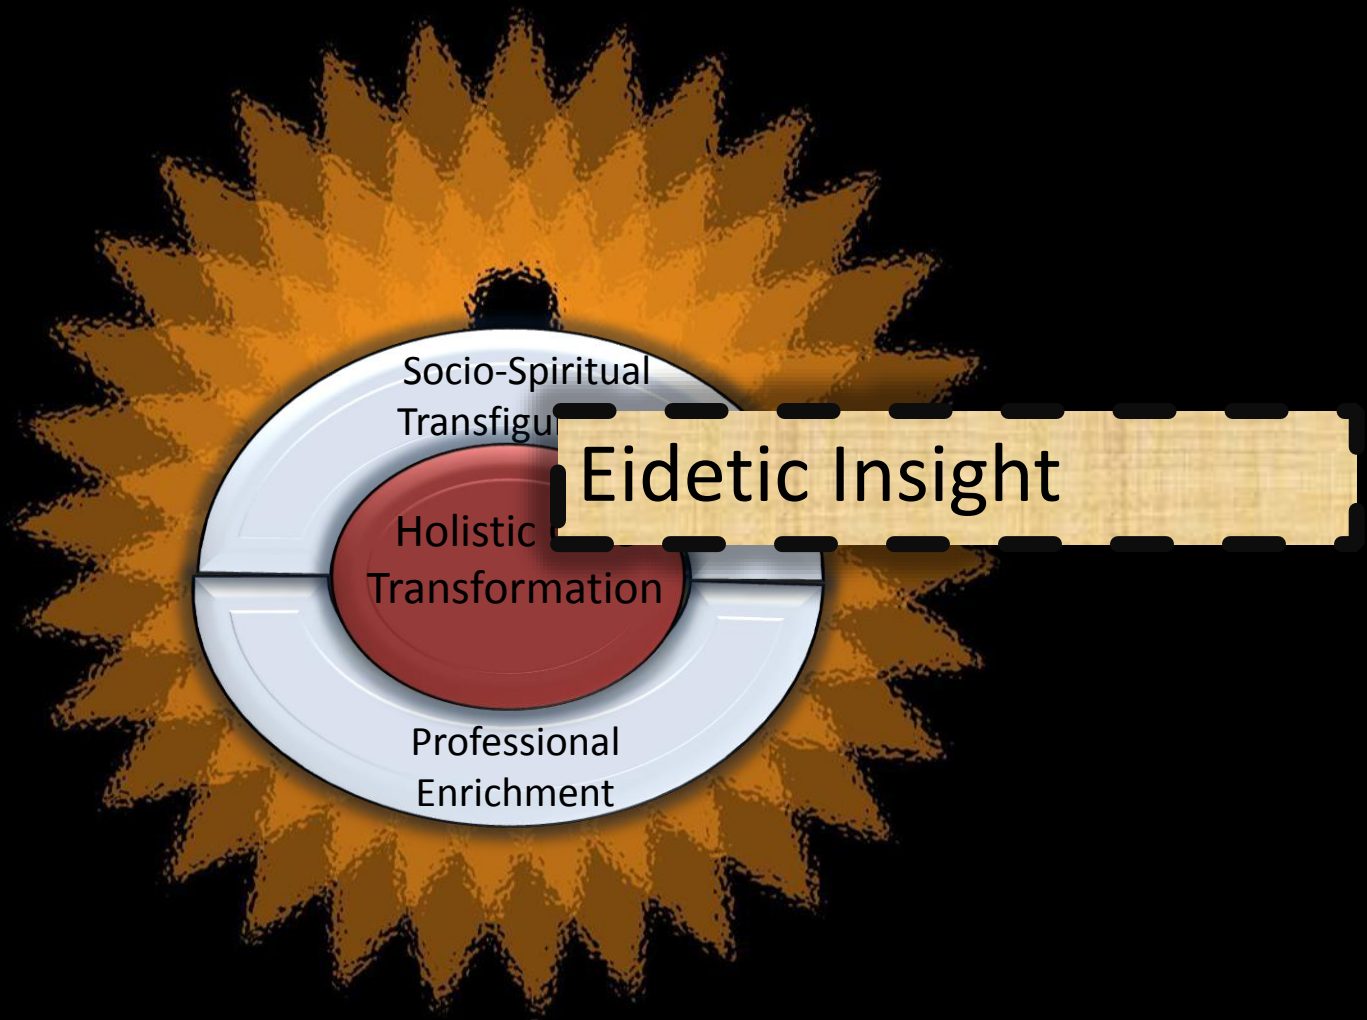 Socio-Spiritual
Eidetic Insight
Holistic
Transformation
Professional
Enrichment